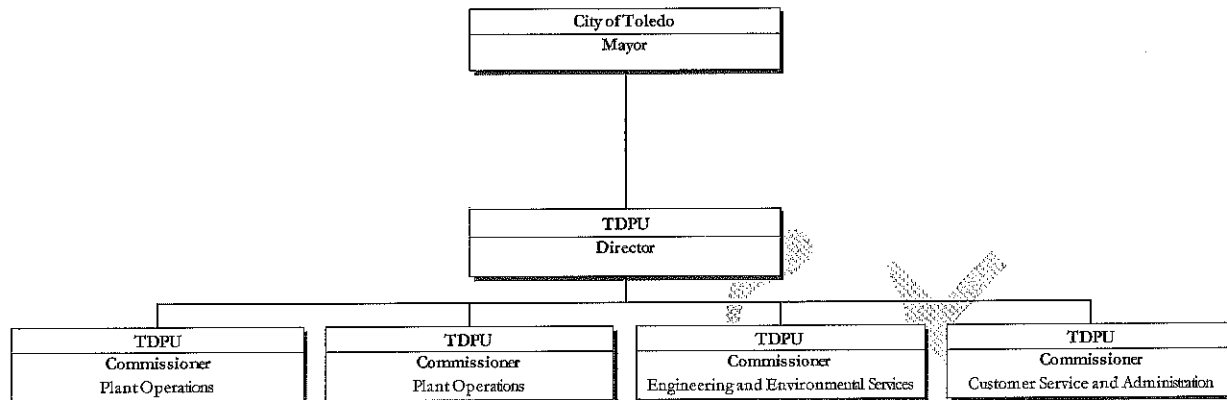 City of Toledo
Mayor
TDPU
Director
TDPU
Commissioner
Plant Operations
TDPU
Commissioner
Plant Operations
TDPU
Commissioner
Engineering and Environmental Services
TDPU
Commissioner
Customer Service and Administration